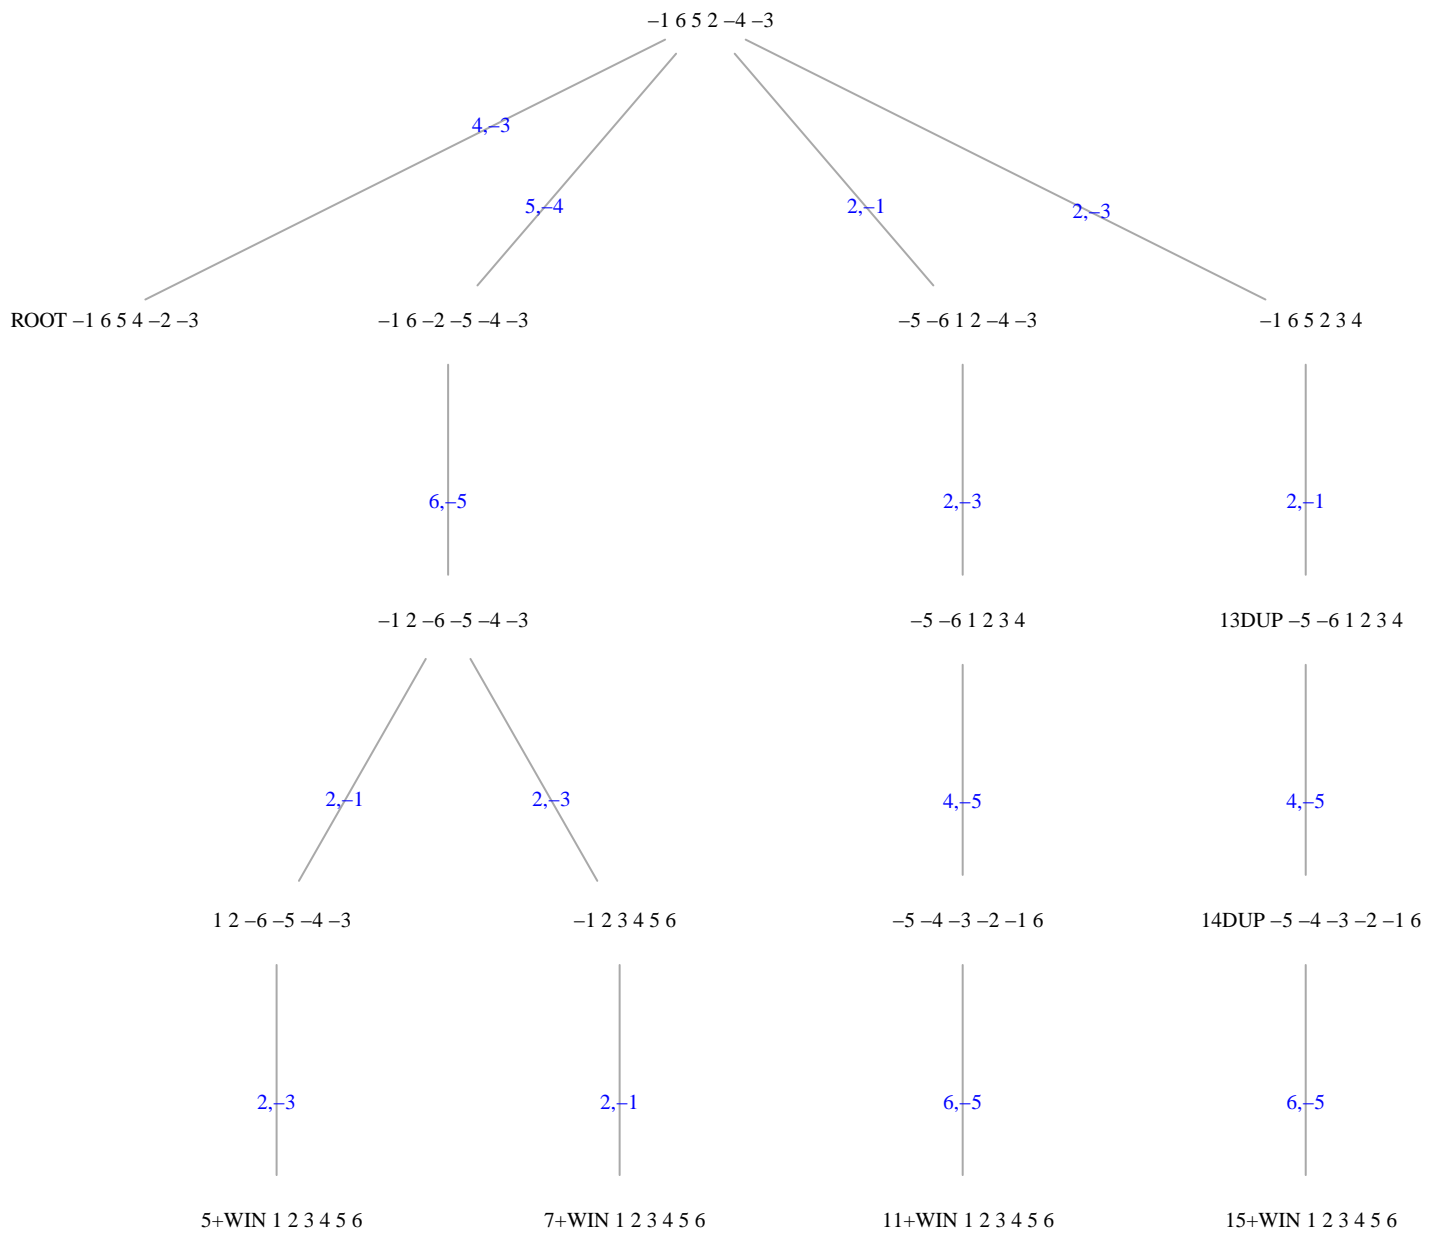 −1 6 5 2 −4 −3
4,−3
5,−4
2,−1
2,−3
ROOT −1 6 5 4 −2 −3
−1 6 −2 −5 −4 −3
−5 −6 1 2 −4 −3
−1 6 5 2 3 4
6,−5
2,−3
2,−1
−1 2 −6 −5 −4 −3
−5 −6 1 2 3 4
13DUP −5 −6 1 2 3 4
2,−1
2,−3
4,−5
4,−5
1 2 −6 −5 −4 −3
−1 2 3 4 5 6
−5 −4 −3 −2 −1 6
14DUP −5 −4 −3 −2 −1 6
2,−3
2,−1
6,−5
6,−5
5+WIN 1 2 3 4 5 6
7+WIN 1 2 3 4 5 6
11+WIN 1 2 3 4 5 6
15+WIN 1 2 3 4 5 6